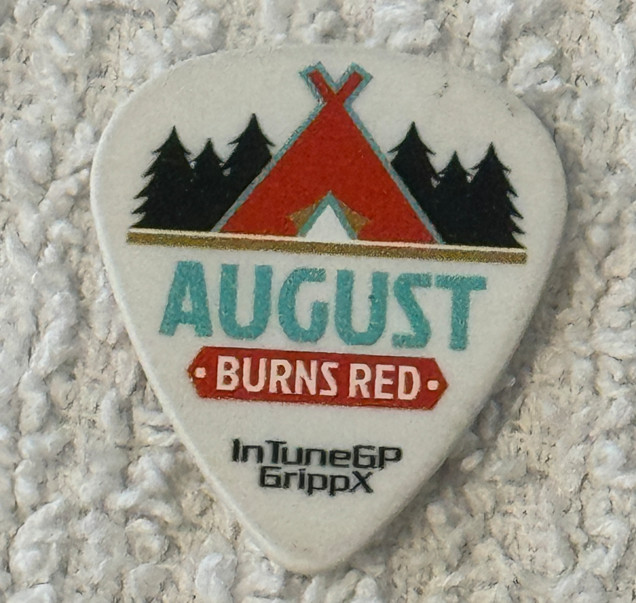 AUGUST
• BURNS RED •
InTuneGP
GrippX